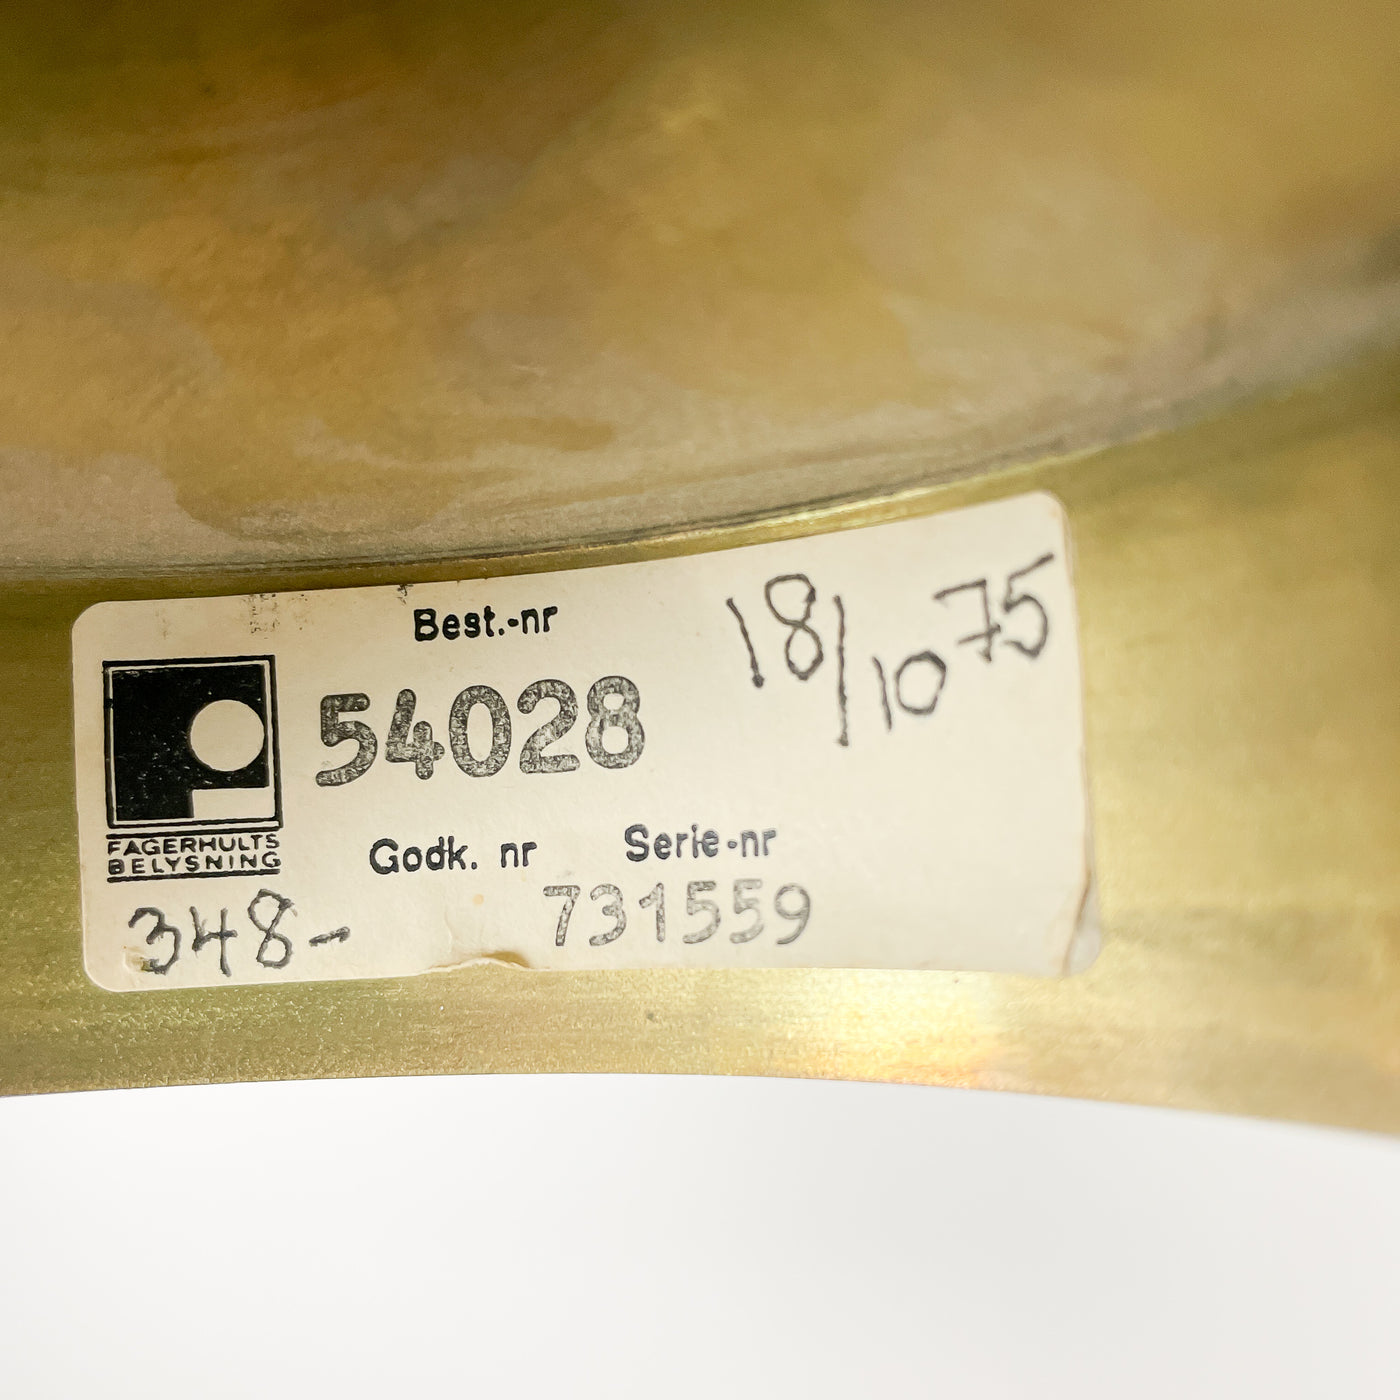 Best.-nr
18/10 75
54028
FAGERHULTS
BELYSNING
Godk. nr
Serie-nr
731559
348-